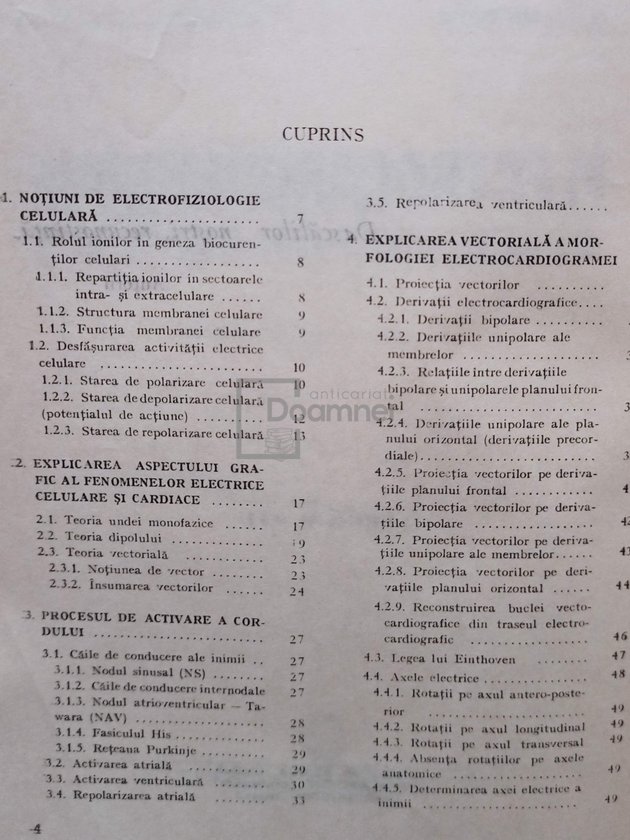 CUPRINS
1. NOȚIUNI DE ELECTROFIZIOLOGIE
CELULARĂ .................. 7
1.1. Rolul ionilor în geneza biocuren-
ților celulari .............. 8
1.1.1. Repartiția ionilor în sectoarele
intra- și extracelulare ...... 8
1.1.2. Structura membranei celulare 9
1.1.3. Funcția membranei celulare 9
1.2. Desfășurarea activității electrice
celulare .................. 10
1.2.1. Starea de polarizare celulară 10
1.2.2. Starea de depolarizare celulară
(potențialul de acțiune) ........ 12
1.2.3. Starea de repolarizare celulară 13
2. EXPLICAREA ASPECTULUI GRA-
FIC AL FENOMENELOR ELECTRICE
CELULARE ȘI CARDIACE ....... 17
2.1. Teoria undei monofazice ...... 17
2.2. Teoria dipolului ............ 19
2.3. Teoria vectorială ............ 23
2.3.1. Noțiunea de vector ........ 23
2.3.2. Însumarea vectorilor ...... 24
3. PROCESUL DE ACTIVARE A COR-
DULUI .................... 27
3.1. Căile de conducere ale inimii .. 27
3.1.1. Nodul sinusal (NS) ........ 27
3.1.2. Căile de conducere internodale 27
3.1.3. Nodul atrioventricular – Ta-
wara (NAV) .............. 28
3.1.4. Fasiculul His ............ 28
3.1.5. Rețeaua Purkinje .......... 29
3.2. Activarea atrială ............ 29
3.3. Activarea ventriculară ........ 30
3.4. Repolarizarea atrială ........ 33
4
3.5. Repolarizarea ventriculară.....
4. EXPLICAREA VECTORIALĂ A MOR-
FOLOGIEI ELECTROCARDIOGRAMEI
4.1. Proiecția vectorilor ..........
4.2. Derivații electrocardiografice....
4.2.1. Derivații bipolare ..........
4.2.2. Derivațiile unipolare ale
membrelor ................
4.2.3. Relațiile între derivațiile
bipolare și unipolarele planului fron-
tal ......................
4.2.4. Derivațiile unipolare ale pla-
nului orizontal (derivațiile precor-
diale)......................
4.2.5. Proiecția vectorilor pe deriva-
țiile planului frontal ............
4.2.6. Proiecția vectorilor pe deriva-
țiile bipolare ................ 42
4.2.7. Proiecția vectorilor pe deriva-
țiile unipolare ale membrelor...... 43
4.2.8. Proiecția vectorilor pe deri-
vațiile planului orizontal ........ 44
4.2.9. Reconstruirea buclei vecto-
cardiografice din traseul electro-
cardiografic ................ 46
4.3. Legea lui Einthoven ........ 47
4.4. Axele electrice .............. 48
4.4.1. Rotații pe axul antero-poste-
rior ...................... 49
4.4.2. Rotații pe axul longitudinal 49
4.4.3. Rotații pe axul transversal 49
4.4.4. Absența rotațiilor pe axele
anatomice ................ 49
4.4.5. Determinarea axei electrice a
inimii .................... 49
anticariat
Doamnei